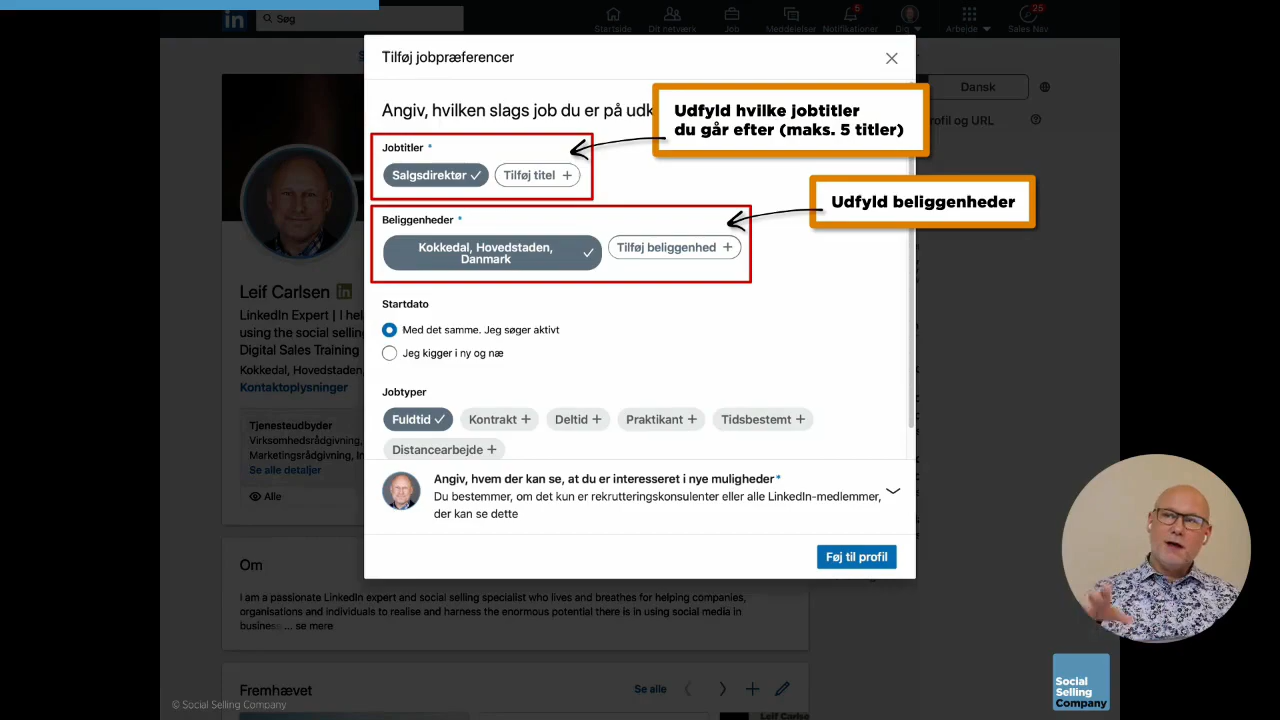 in
Søg
5
25
Startside
Dit netværk
Job
Meddelelser
Notifikationer
Dig
Arbejde
Sales Nav
Tilføj jobpræferencer
Dansk
Angiv, hvilken slags job du er på udk
Udfyld hvilke jobtitler
du går efter (maks. 5 titler)
rofil og URL
Jobtitler *
Salgsdirektør
Tilføj titel +
Udfyld beliggenheder
Beliggenheder *
Kokkedal, Hovedstaden,
Danmark
Tilføj beliggenhed +
Leif Carlsen in
LinkedIn Expert | I hel
using the social selling
Digital Sales Training
Kokkedal, Hovedstaden,
Kontaktoplysninger
Startdato
Med det samme. Jeg søger aktivt
Jeg kigger i ny og næ
Jobtyper
Fuldtid
Kontrakt +
Deltid +
Praktikant +
Tidsbestemt +
Distancearbejde +
Tjenesteudbyder
Virksomhedsrådgivning,
Marketingsrådgivning, In
Se alle detaljer
Alle
Angiv, hvem der kan se, at du er interesseret i nye muligheder*
Du bestemmer, om det kun er rekrutteringskonsulenter eller alle LinkedIn-medlemmer,
der kan se dette
Føj til profil
Om
I am a passionate LinkedIn expert and social selling specialist who lives and breathes for helping companies,
organisations and individuals to realise and harness the enormous potential there is in using social media in
business ... se mere
Fremhævet
Se alle
© Social Selling Company
Leif Carlse
Social
Selling
Company